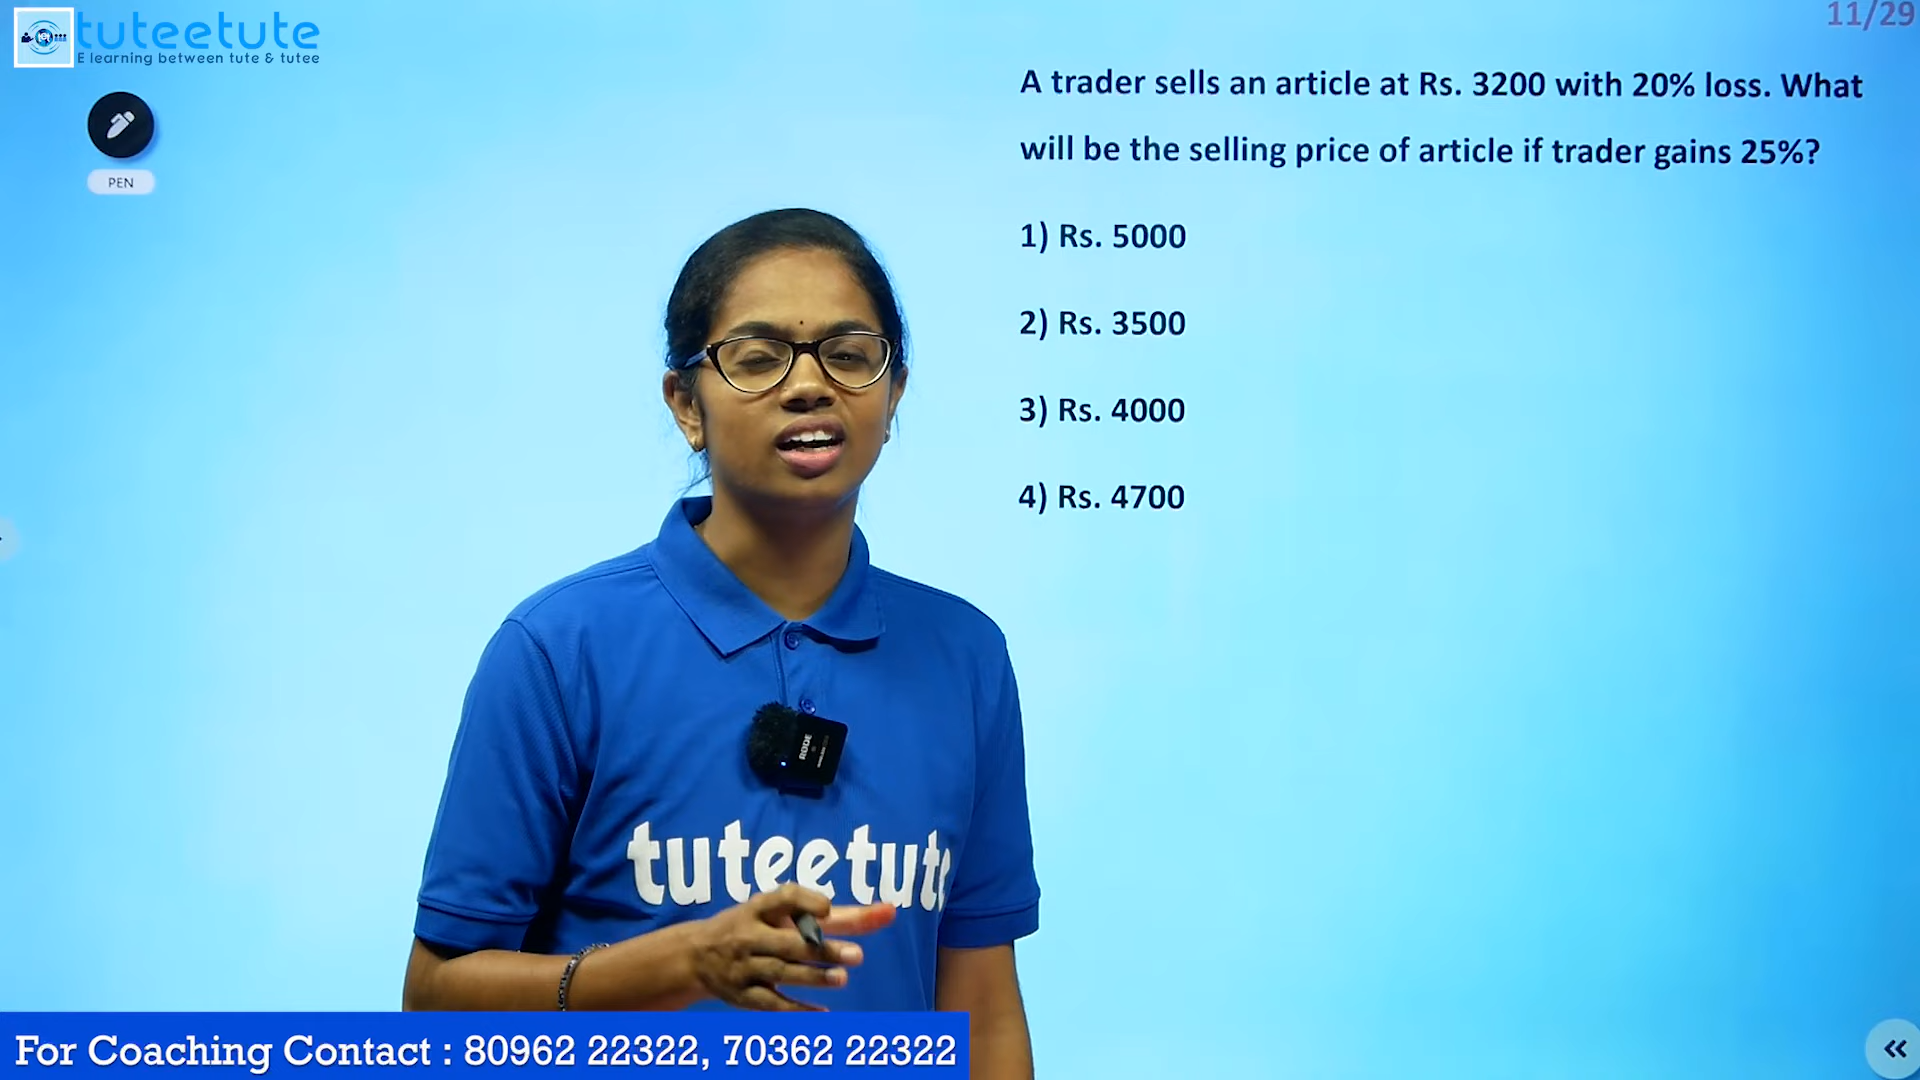 tuteetute
E learning between tute & tutee
11/29
PEN
A trader sells an article at Rs. 3200 with 20% loss. What
will be the selling price of article if trader gains 25%?
1) Rs. 5000
2) Rs. 3500
3) Rs. 4000
4) Rs. 4700
RØDE
tuteetute
For Coaching Contact : 80962 22322, 70362 22322